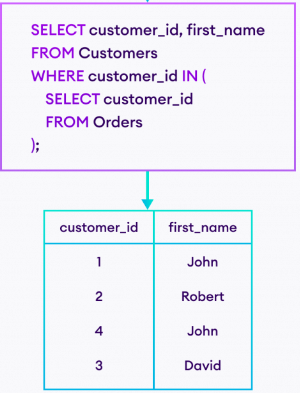 SELECT customer_id, first_name
FROM Customers
WHERE customer_id IN (
SELECT customer_id
FROM Orders
);
customer_id first_name
1 John
2 Robert
4 John
3 David